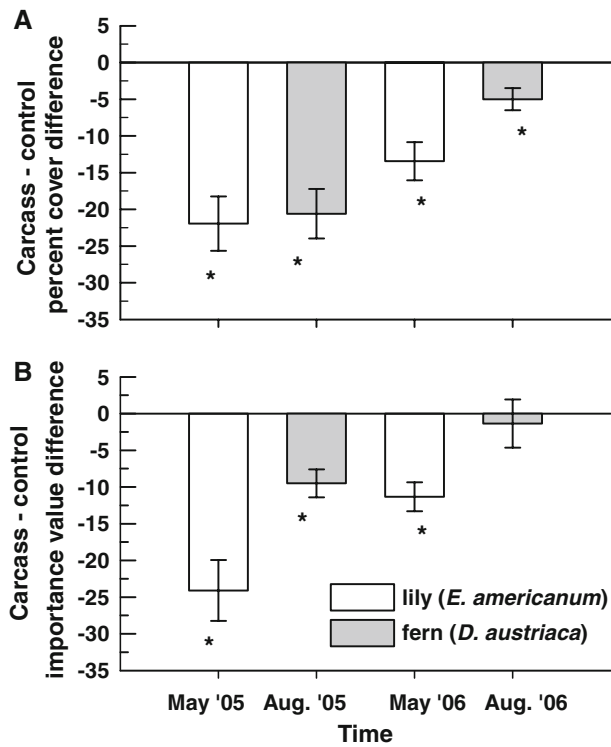 A
5
0
-5
-10
-15
-20
-25
-30
-35
Carcass - control
percent cover difference
*
*
*
*
B
5
0
-5
-10
-15
-20
-25
-30
-35
Carcass - control
importance value difference
*
*
*
lily (E. americanum)
fern (D. austriaca)
May '05 Aug. '05 May '06 Aug. '06
Time